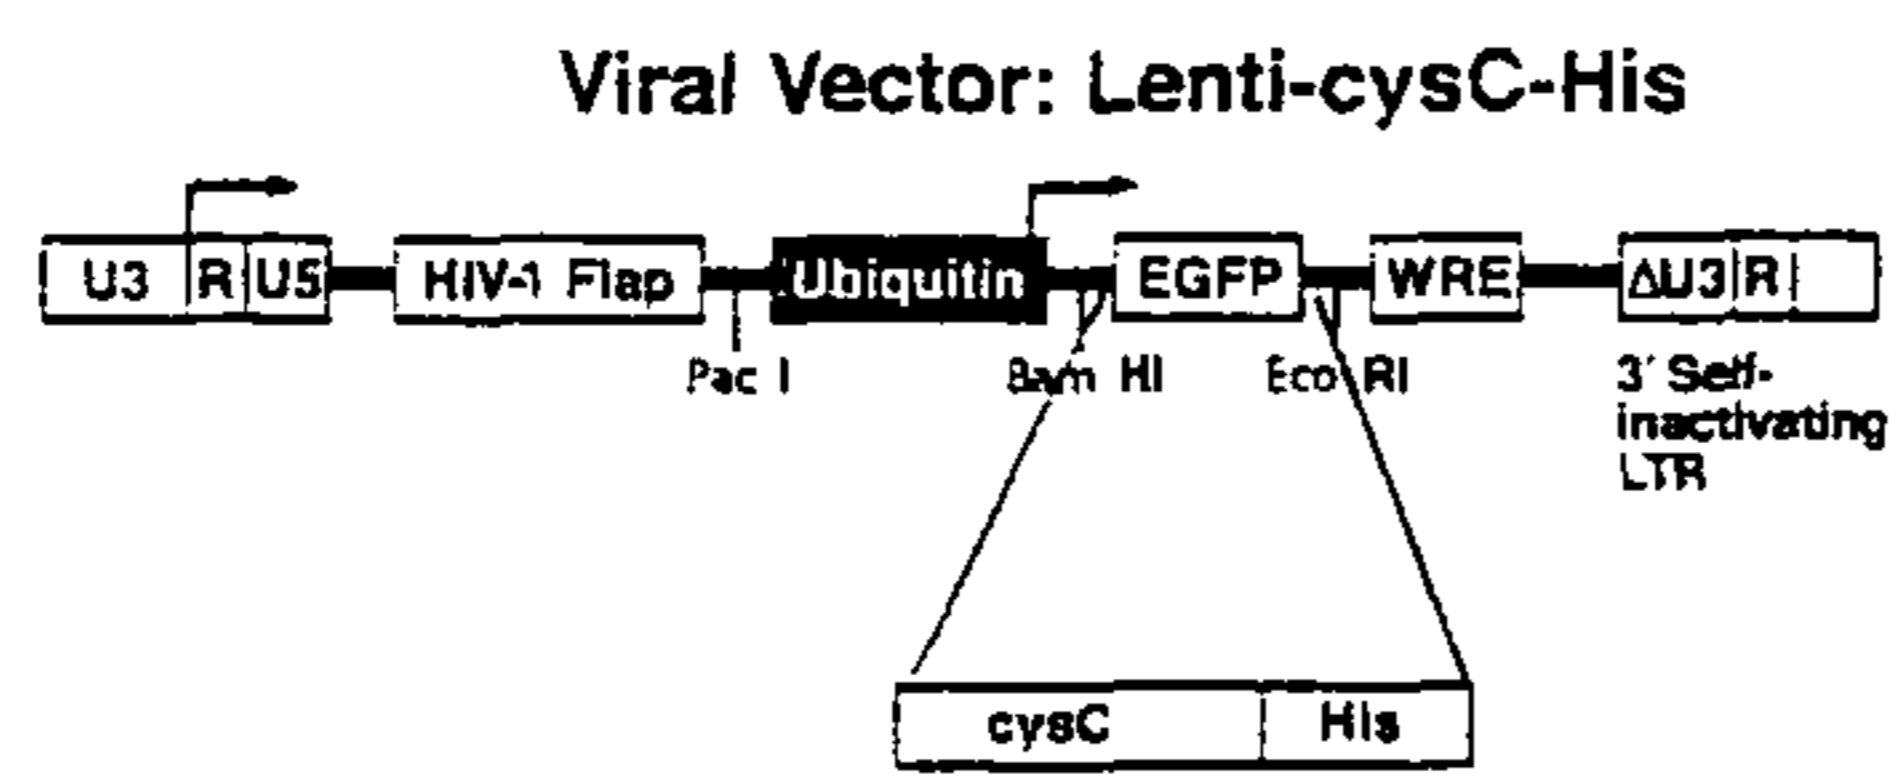 Viral Vector: Lenti-cysC-His
U3 R U5 HIV-1 Flap Ubiquitin EGFP WRE ΔU3 R
Pac I Bam HI Eco RI 3' Self-
inactivating
LTR
cysC His